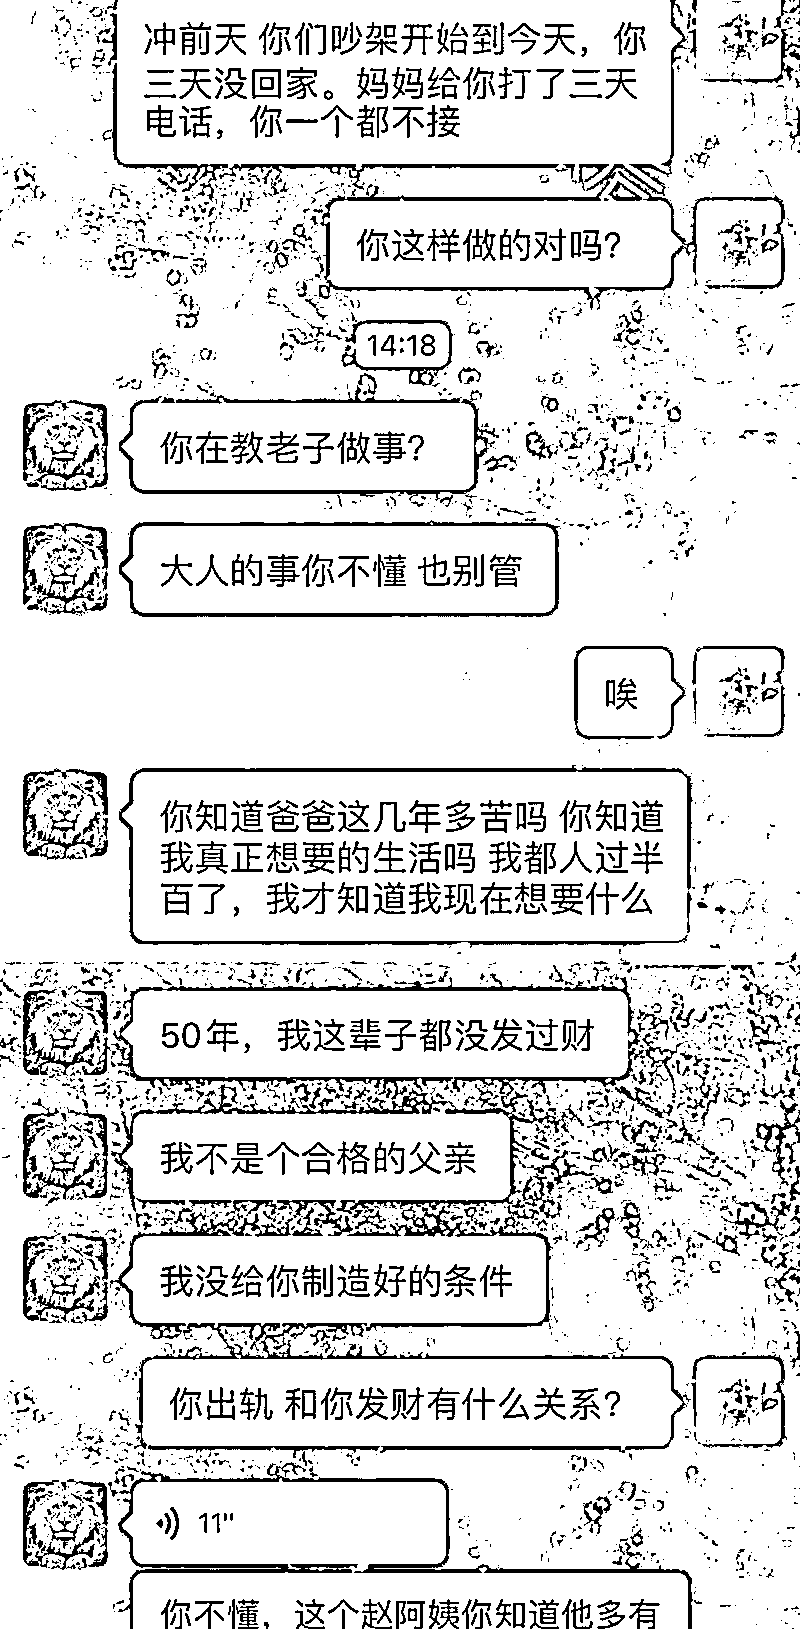 冲前天 你们吵架开始到今天，你
三天没回家。妈妈给你打了三天
电话，你一个都不接
你这样做的对吗？
14:18
你在教老子做事？
大人的事你不懂 也别管
唉
你知道爸爸这几年多苦吗 你知道
我真正想要的生活吗 我都人过半
百了，我才知道我现在想要什么
50年，我这辈子都没发过财
我不是个合格的父亲
我没给你制造好的条件
你出轨 和你发财有什么关系？
11"
你不懂，这个赵阿姨你知道他多有